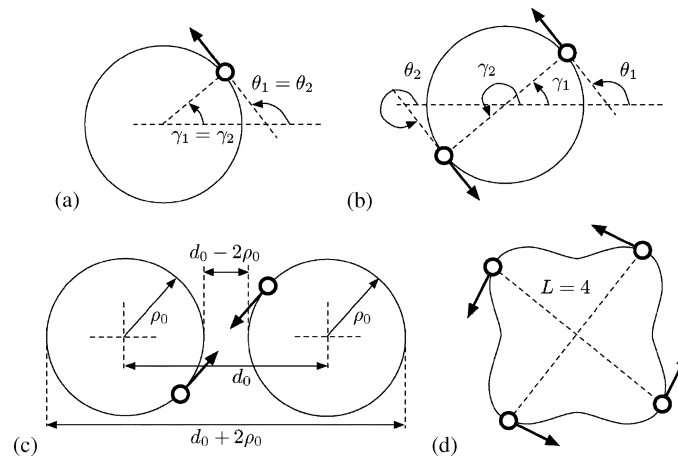 θ₁ = θ₂
γ₁ = γ₂
(a)
θ₂
γ₂
γ₁
θ₁
(b)
d₀ − 2ρ₀
ρ₀
ρ₀
d₀
d₀ + 2ρ₀
(c)
L = 4
(d)